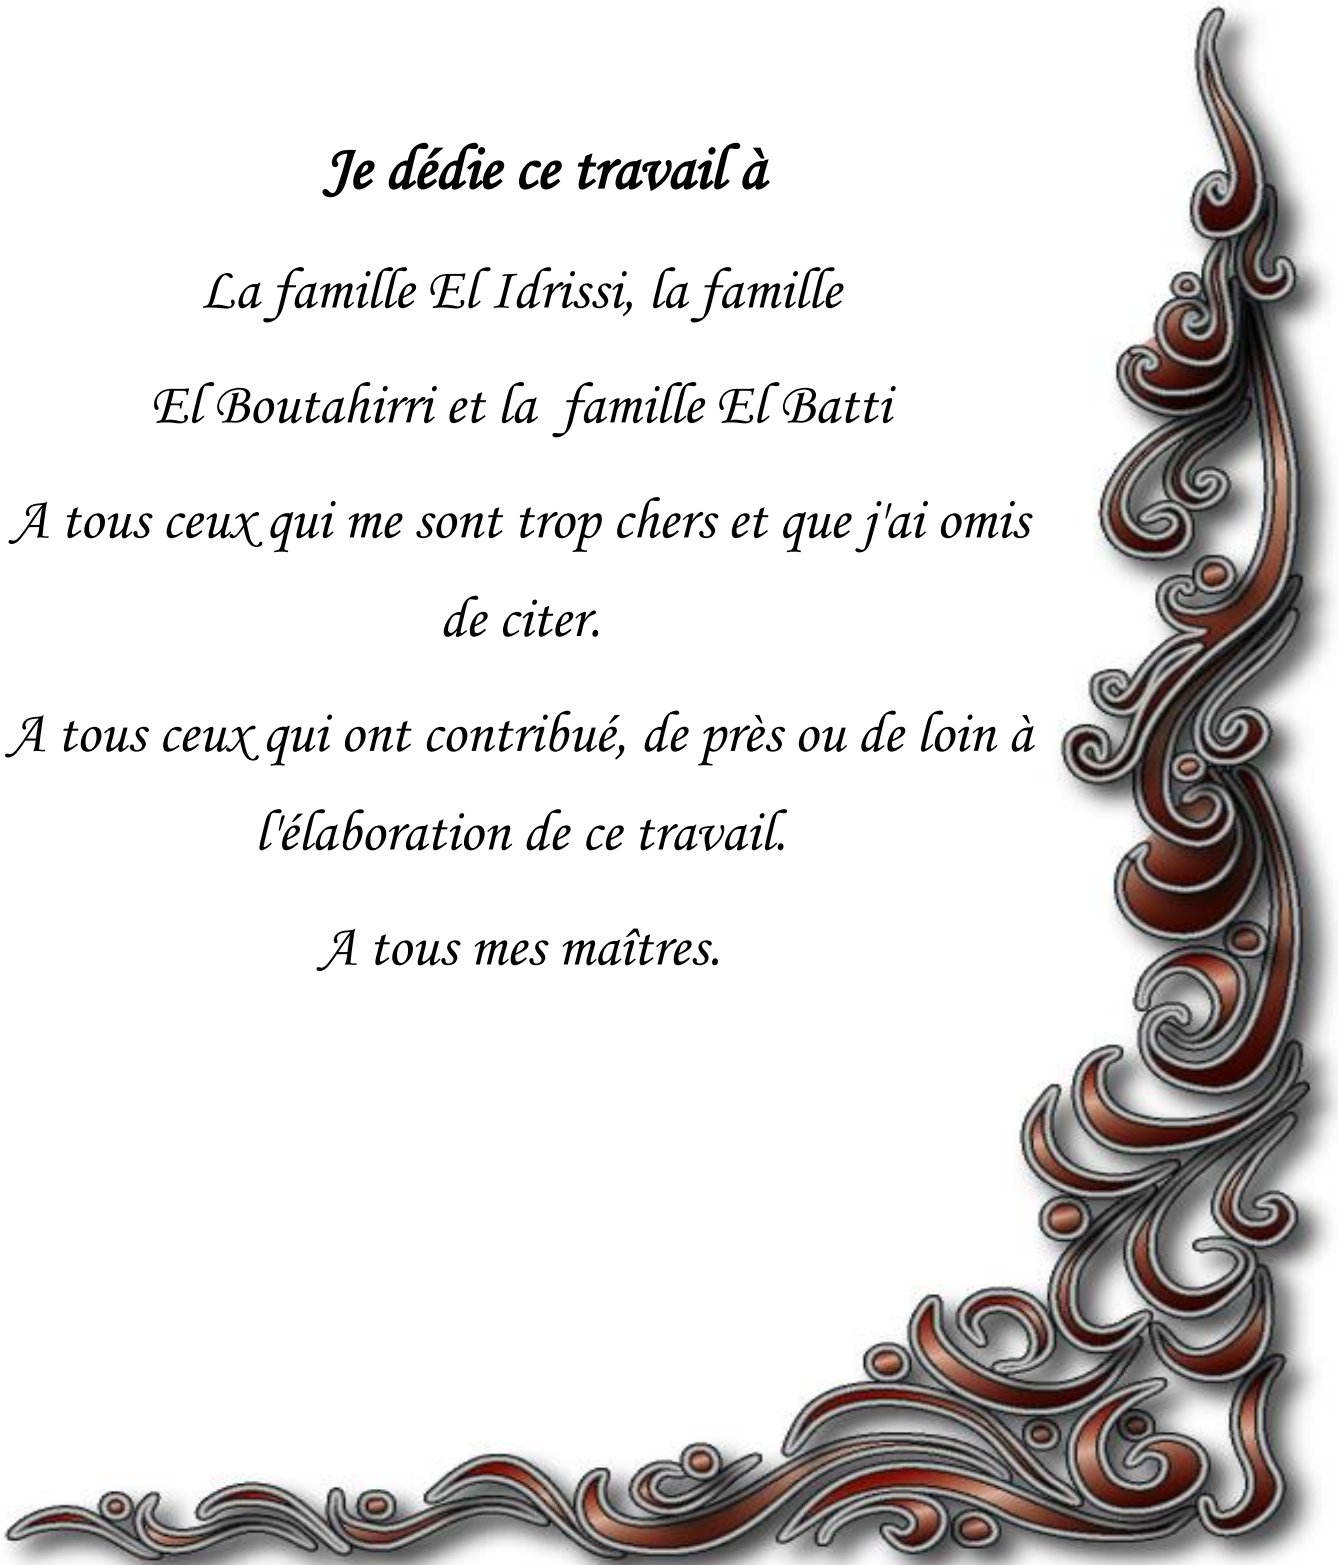 Je dédie ce travail à
La famille El Idrissi, la famille
El Boutahirri et la famille El Batti
A tous ceux qui me sont trop chers et que j'ai omis
de citer.
A tous ceux qui ont contribué, de près ou de loin à
l'élaboration de ce travail.
A tous mes maîtres.